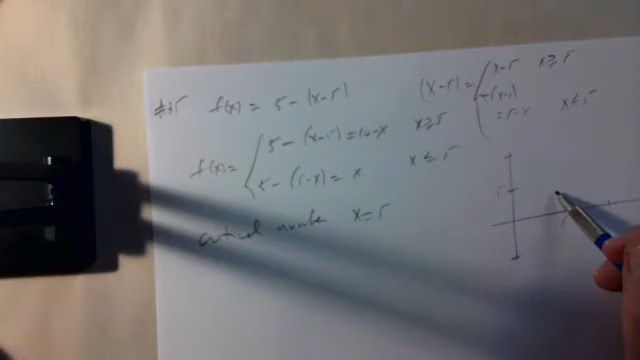 #35 f(x) = 5 - |x-5| |x-5| = { x-5 x≥5
-(x-5) = 5-x x≤5
f(x) = { 5 - (x-5) = 10-x x≥5
5 - (5-x) = x x≤5
critical number x=5
5